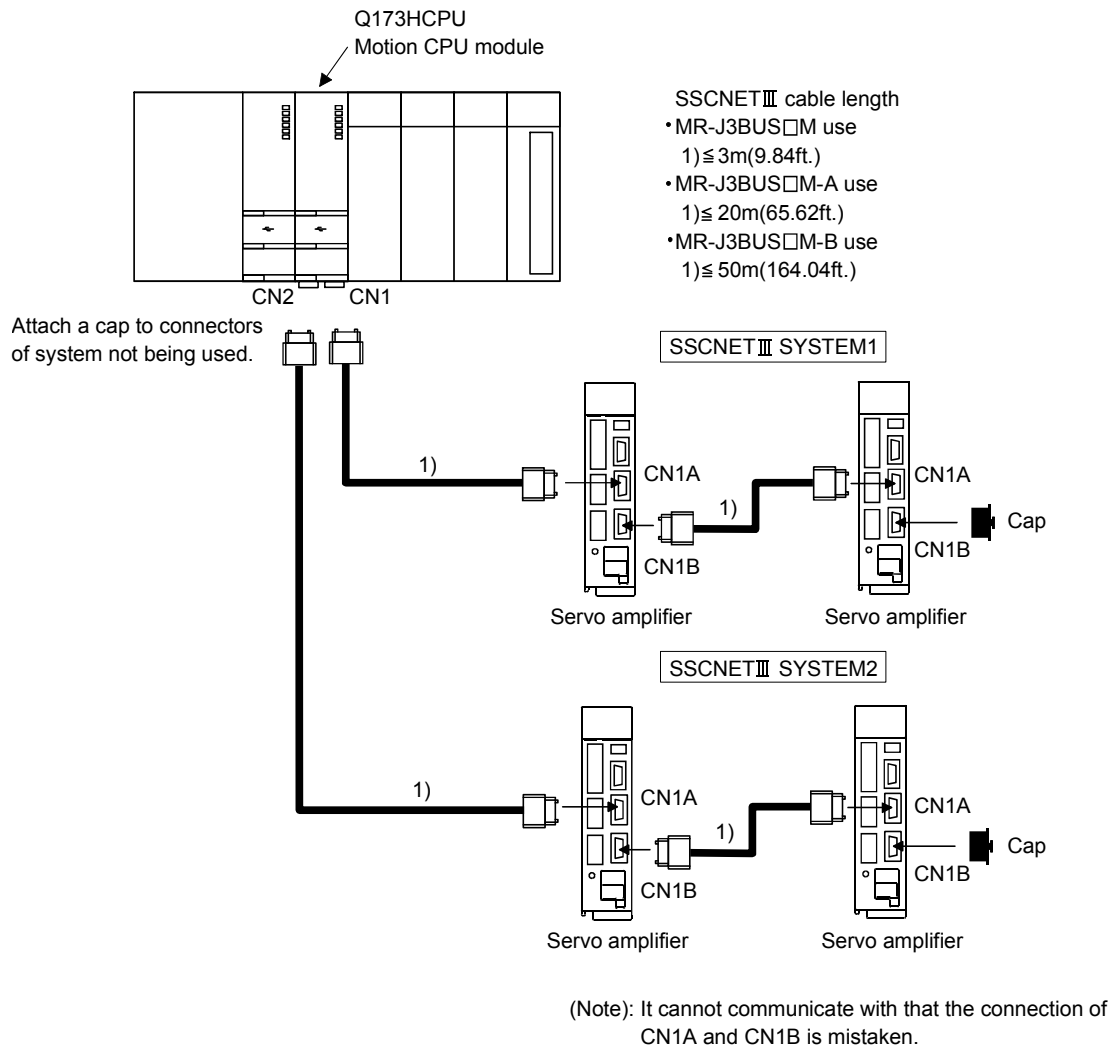 Q173HCPU
Motion CPU module
SSCNETⅢ cable length
・MR-J3BUS□M use
1)≦3m(9.84ft.)
・MR-J3BUS□M-A use
1)≦20m(65.62ft.)
・MR-J3BUS□M-B use
1)≦50m(164.04ft.)
CN2 CN1
Attach a cap to connectors
of system not being used.
SSCNETⅢ SYSTEM1
1)
CN1A
1)
CN1A
Cap
CN1B
CN1B
Servo amplifier
Servo amplifier
SSCNETⅢ SYSTEM2
1)
CN1A
1)
CN1A
Cap
CN1B
CN1B
Servo amplifier
Servo amplifier
(Note): It cannot communicate with that the connection of
CN1A and CN1B is mistaken.